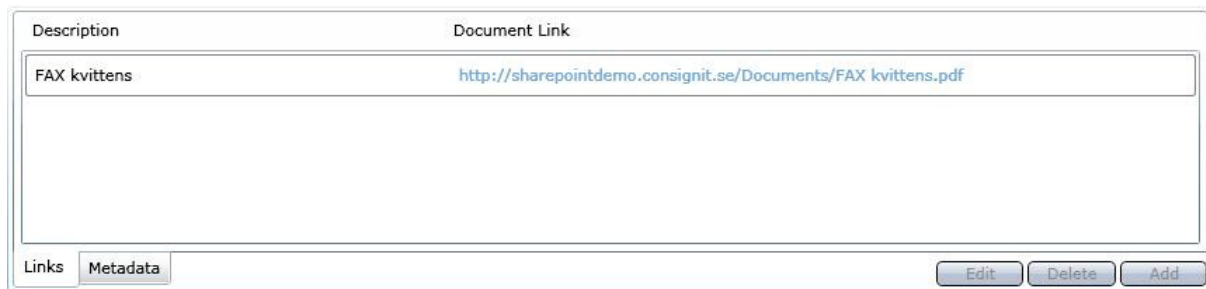 Description Document Link
FAX kvittens http://sharepointdemo.consignit.se/Documents/FAX kvittens.pdf
Links Metadata Edit Delete Add